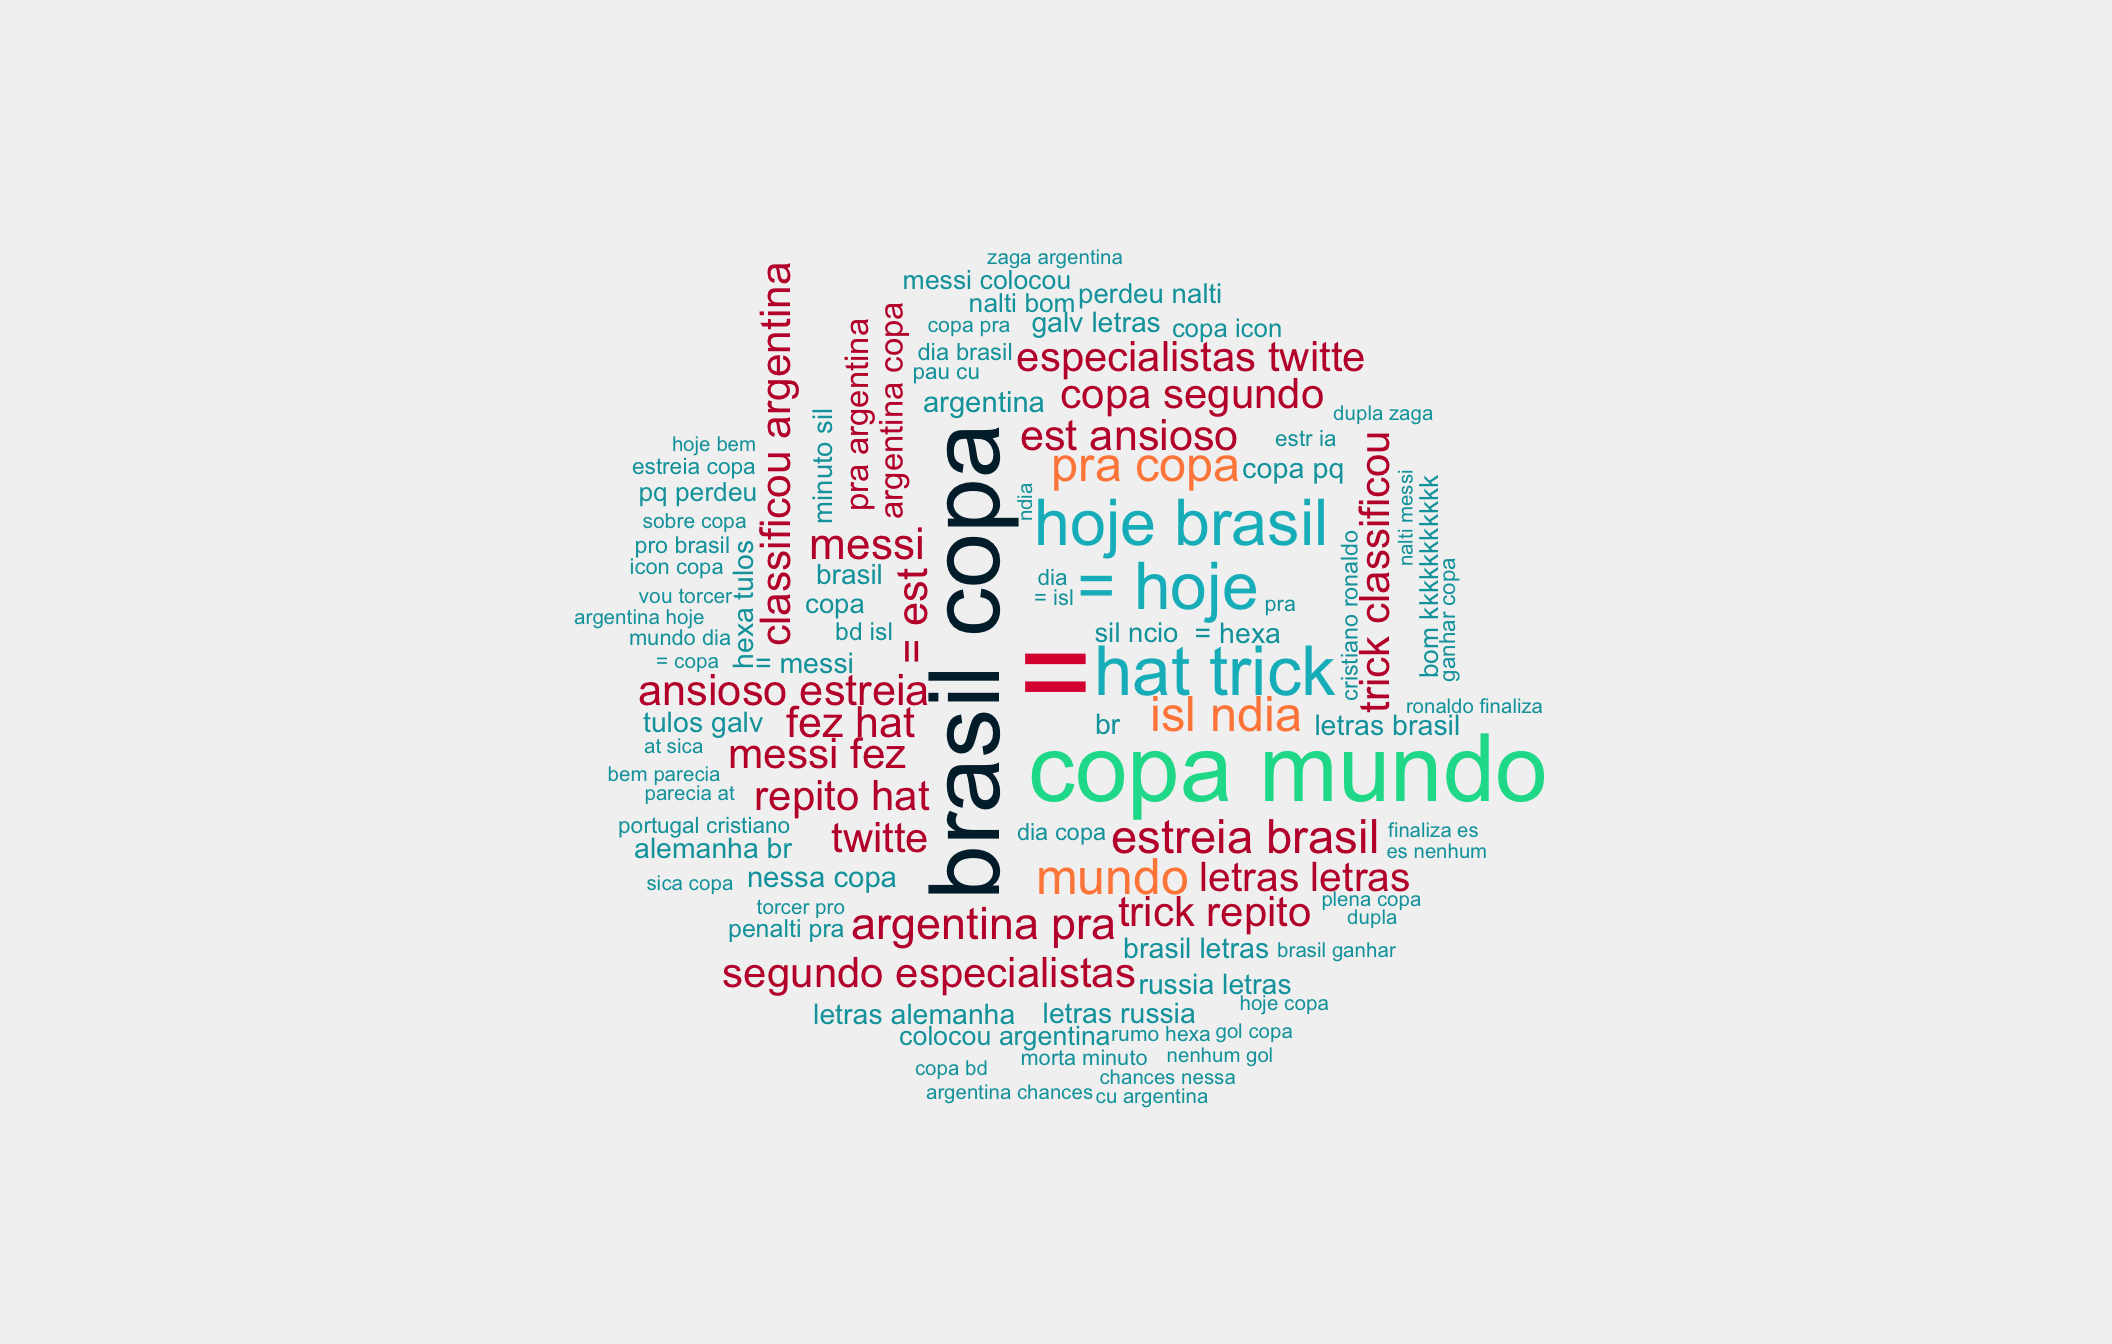 zaga argentina
messi colocou
nalti bom
perdeu nalti
copa pra
galv letras
copa icon
dia brasil
especialistas twitte
pau cu
copa segundo
argentina
dupla zaga
classificou argentina
pra argentina
argentina copa
minuto sil
est ansioso
estr ia
hoje bem
estreia copa
pra copa
copa pq
pq perdeu
ndia
hoje brasil
sobre copa
pro brasil
messi
icon copa
brasil
hexa tulos
= est
brasil copa
dia
= isl
= hoje
pra
cristiano ronaldo
trick classificou
nalti messi
bom kkkkkkkkkkk
ganhar copa
vou torcer
copa
argentina hoje
bd isl
mundo dia
sil ncio
= hexa
= copa
= messi
=
hat trick
ansioso estreia
isl ndia
ronaldo finaliza
tulos galv
fez hat
br
letras brasil
at sica
messi fez
copa mundo
bem parecia
parecia at
repito hat
portugal cristiano
twitte
dia copa
estreia brasil
finaliza es
alemanha br
es nenhum
sica copa
nessa copa
mundo
letras letras
torcer pro
plena copa
penalti pra
argentina pra
trick repito
dupla
brasil letras
brasil ganhar
segundo especialistas
russia letras
hoje copa
letras alemanha
letras russia
colocou argentina
rumo hexa
gol copa
morta minuto
nenhum gol
copa bd
chances nessa
argentina chances
cu argentina